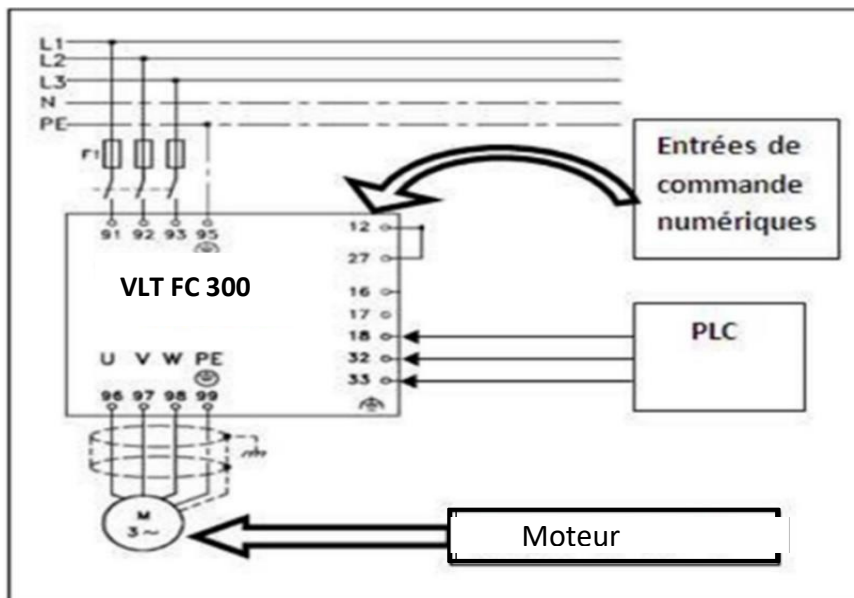 L1
L2
L3
N
PE
F1
91 92 93 95
VLT FC 300
U V W PE
96 97 98 99
M
3~
12
27
16
17
18
32
33
Entrées de
commande
numériques
PLC
Moteur